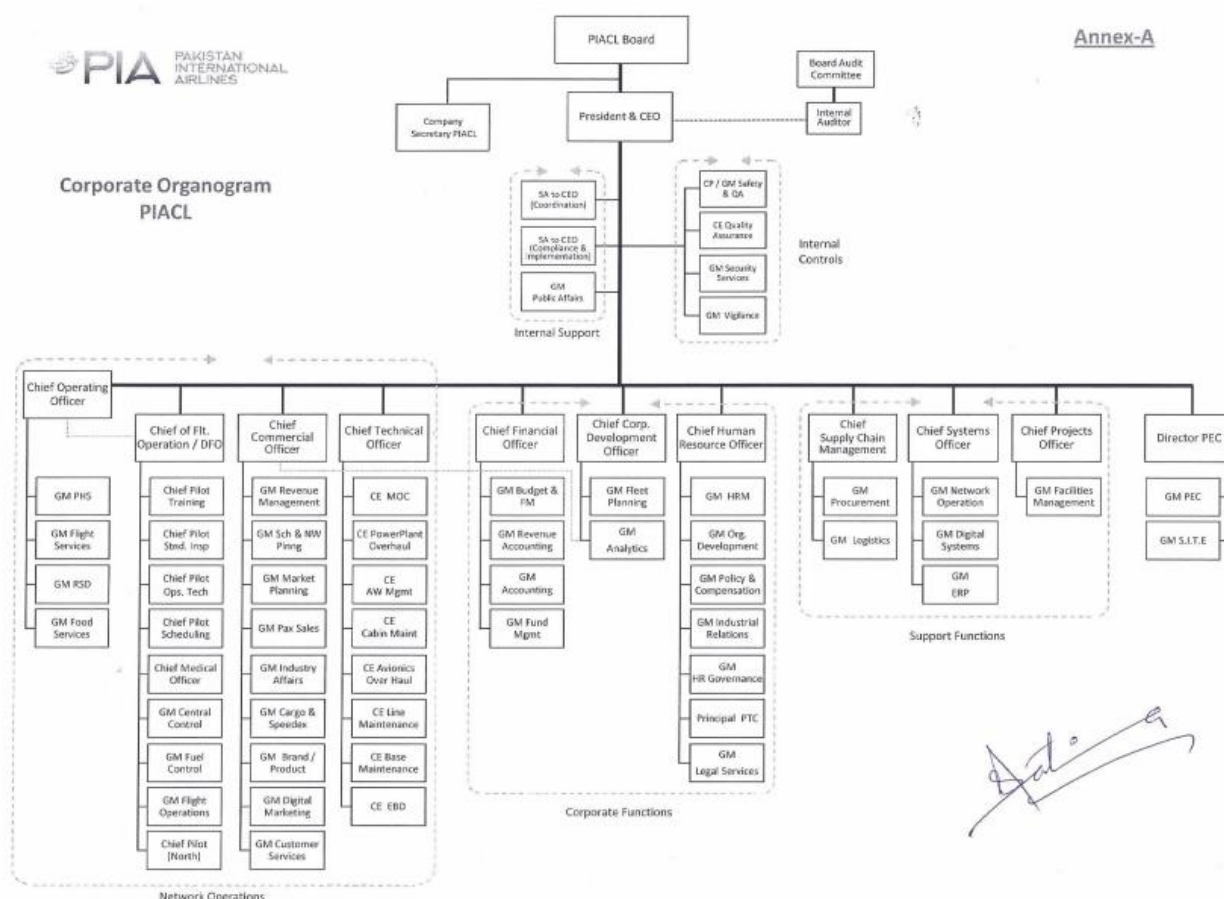 PIACL Board
Annex-A
PIA
PAKISTAN
INTERNATIONAL
AIRLINES
Board Audit
Committee
Company
Secretary PIACL
President & CEO
Internal
Auditor
Corporate Organogram
PIACL
SA to CEO
(Coordination)
SA to CEO
(Compliance &
Implementation)
GM
Public Affairs
Internal Support
CP / GM Safety
& QA
CE Quality
Assurance
GM Security
Services
GM Vigilance
Internal
Controls
Chief Operating
Officer
GM PHS
GM Flight
Services
GM RSD
GM Food
Services
Chief of Flt.
Operation / DFO
Chief Pilot
Training
Chief Pilot
Stnd. Insp
Chief Pilot
Ops. Tech
Chief Pilot
Scheduling
Chief Medical
Officer
GM Central
Control
GM Fuel
Control
GM Flight
Operations
Chief Pilot
(North)
Chief
Commercial
Officer
GM Revenue
Management
GM Sch & NW
Plnng
GM Market
Planning
GM Pax Sales
GM Industry
Affairs
GM Cargo &
Speedex
GM Brand /
Product
GM Digital
Marketing
GM Customer
Services
Chief Technical
Officer
CE MOC
CE PowerPlant
Overhaul
CE
AW Mgmt
CE
Cabin Maint
CE Avionics
Over Haul
CE Line
Maintenance
CE Base
Maintenance
CE EBD
Network Operations
Chief Financial
Officer
GM Budget &
FM
GM Revenue
Accounting
GM
Accounting
GM Fund
Mgmt
Chief Corp.
Development
Officer
GM Fleet
Planning
GM
Analytics
Chief Human
Resource Officer
GM HRM
GM Org.
Development
GM Policy &
Compensation
GM Industrial
Relations
GM
HR Governance
Principal PTC
GM
Legal Services
Corporate Functions
Chief
Supply Chain
Management
GM
Procurement
GM Logistics
Chief Systems
Officer
GM Network
Operation
GM Digital
Systems
GM
ERP
Chief Projects
Officer
GM Facilities
Management
Support Functions
Director PEC
GM PEC
GM S.I.T.E